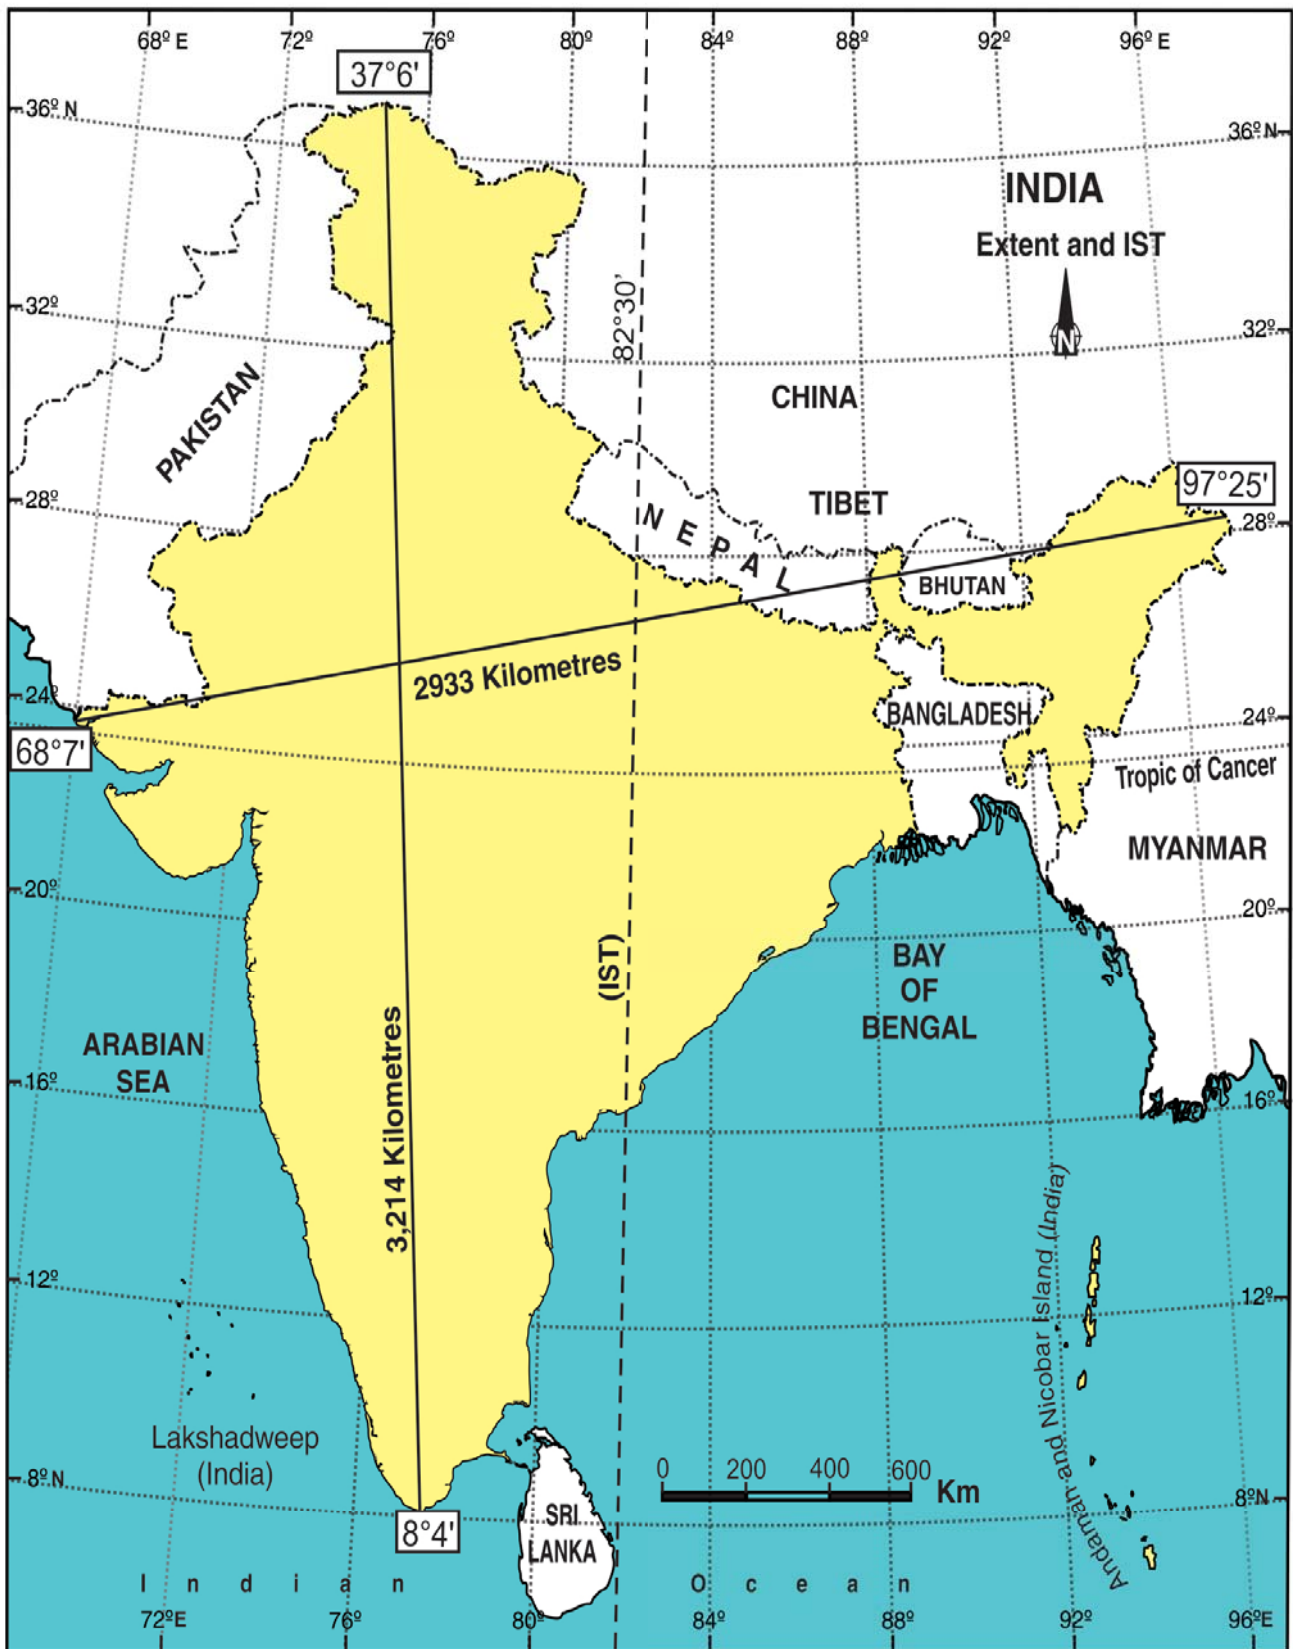 68º E 72º 76º 80º 84º 88º 92º 96º E
37°6'
36º N
36º N
INDIA
Extent and IST
N
82°30'
32º
32º
CHINA
PAKISTAN
97°25'
28º
28º
TIBET
NEPAL
BHUTAN
2933 Kilometres
24º
24º
BANGLADESH
68°7'
Tropic of Cancer
MYANMAR
20º
20º
(IST)
BAY
OF
BENGAL
ARABIAN
SEA
3,214 Kilometres
16º
16º
Andaman and Nicobar Island (India)
12º
12º
Lakshadweep
(India)
8º N
8º N
0 200 400 600
Km
8°4'
SRI
LANKA
Indian Ocean
72ºE 76º 80º 84º 88º 92º 96ºE